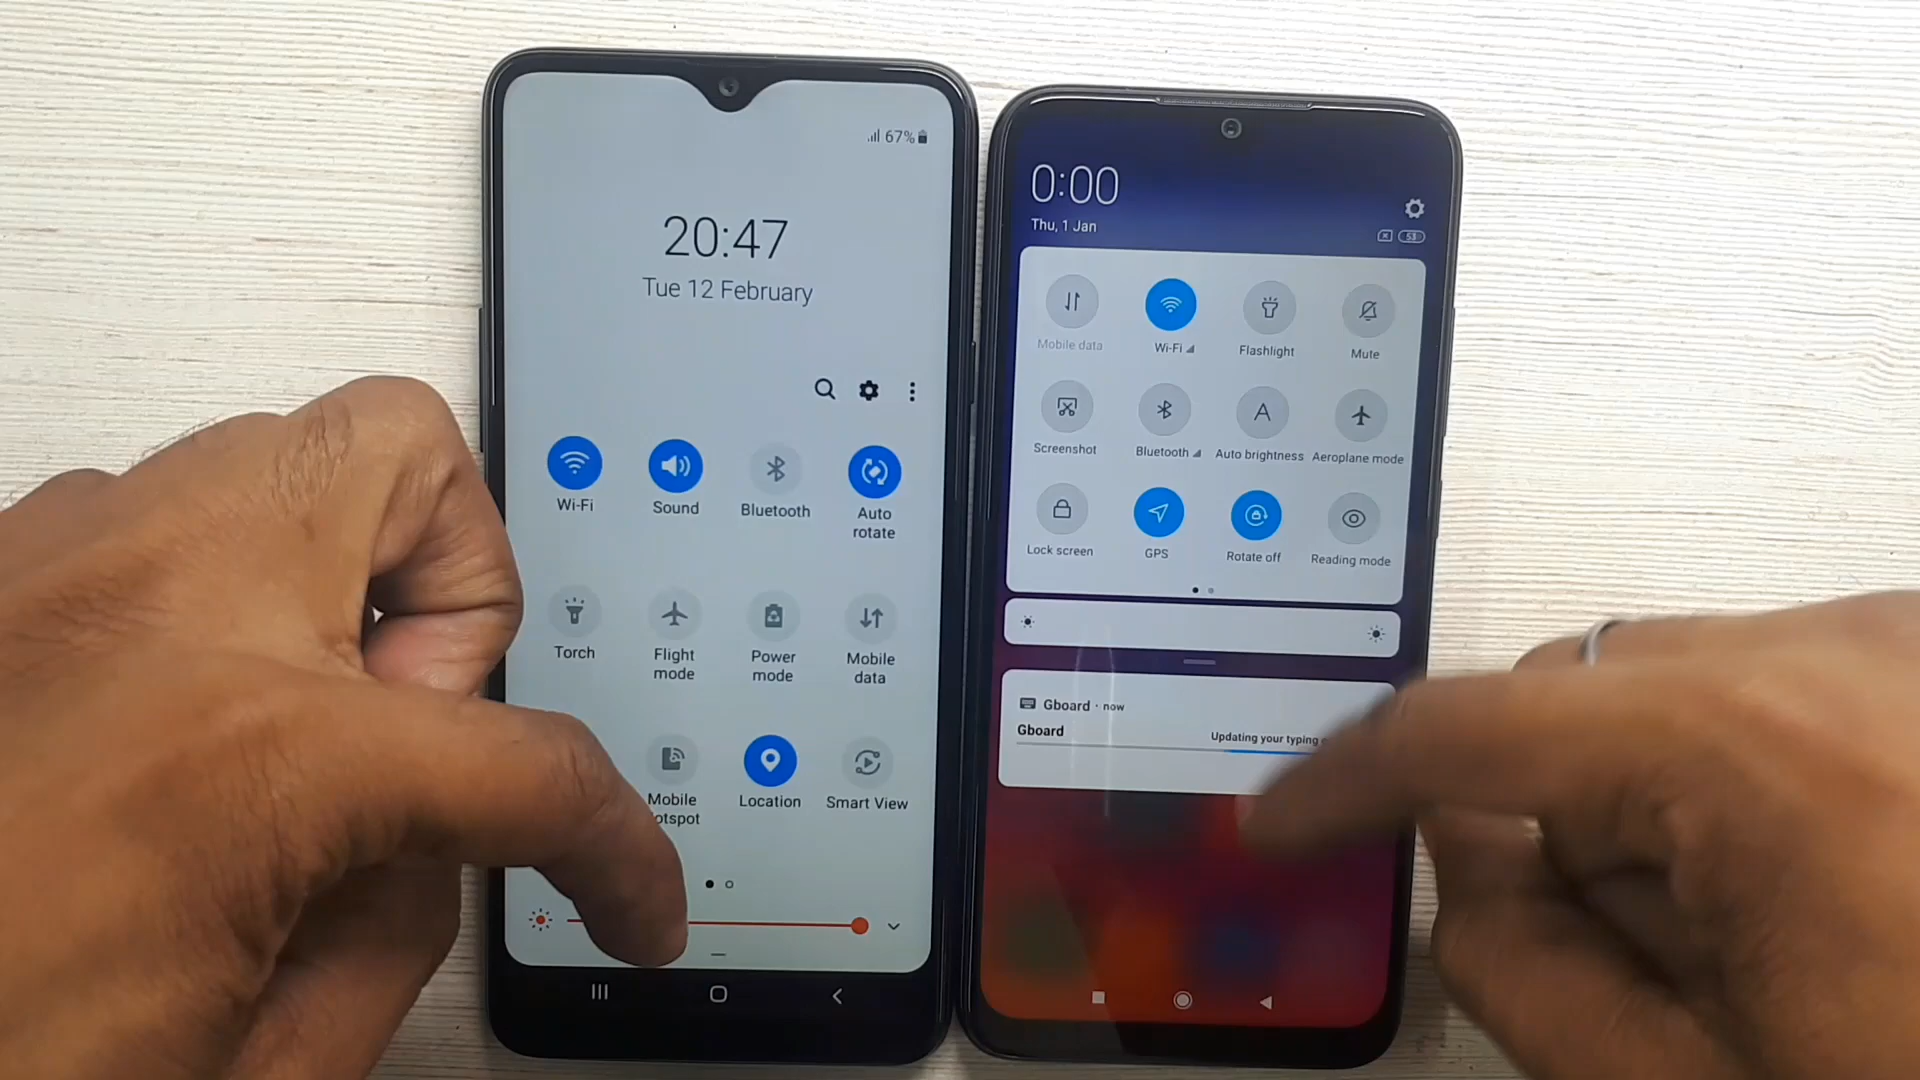 67%
20:47
Tue 12 February
Wi-Fi
Sound
Bluetooth
Auto
rotate
Torch
Flight
mode
Power
mode
Mobile
data
Mobile
otspot
Location
Smart View
0:00
Thu, 1 Jan
53
Mobile data
Wi-Fi
Flashlight
Mute
Screenshot
Bluetooth
A
Auto brightness
Aeroplane mode
Lock screen
GPS
Rotate off
Reading mode
Gboard · now
Gboard
Updating your typing